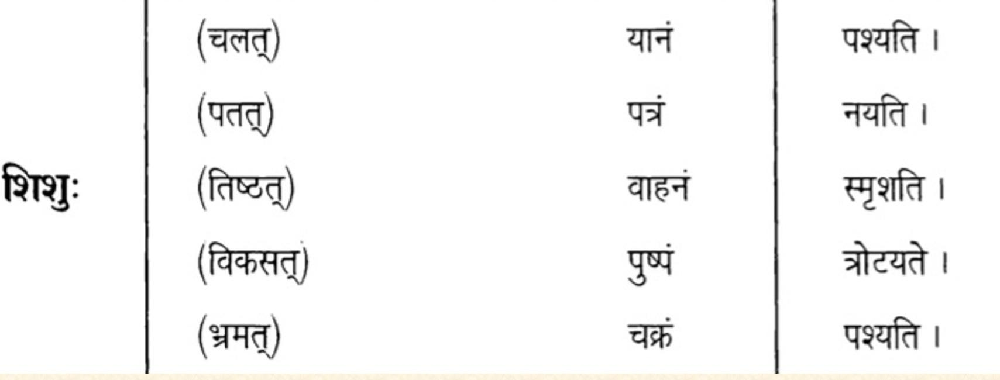 (चलत्) यानं पश्यति ।
(पतत्) पत्रं नयति ।
शिशुः (तिष्ठत्) वाहनं स्मृशति ।
(विकसत्) पुष्पं त्रोटयते ।
(भ्रमत्) चक्रं पश्यति ।